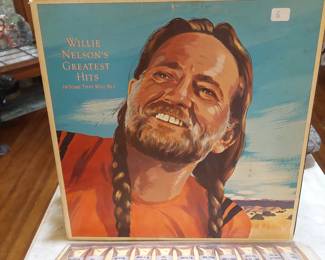 WILLIE
NELSON'S
GREATEST
HITS
(& SOME THAT WILL BE)